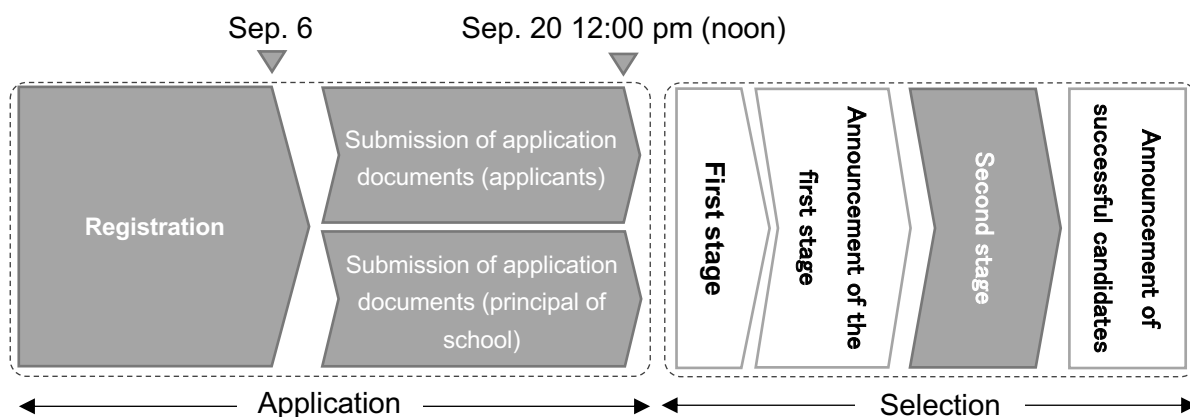 Sep. 6
Sep. 20 12:00 pm (noon)
Registration
Submission of application
documents (applicants)
Submission of application
documents (principal of
school)
First stage
Announcement of the
first stage
Second stage
Announcement of
successful candidates
Application
Selection